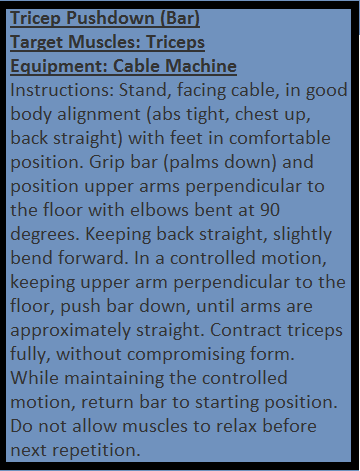 Tricep Pushdown (Bar)
Target Muscles: Triceps
Equipment: Cable Machine
Instructions: Stand, facing cable, in good
body alignment (abs tight, chest up,
back straight) with feet in comfortable
position. Grip bar (palms down) and
position upper arms perpendicular to
the floor with elbows bent at 90
degrees. Keeping back straight, slightly
bend forward. In a controlled motion,
keeping upper arm perpendicular to the
floor, push bar down, until arms are
approximately straight. Contract triceps
fully, without compromising form.
While maintaining the controlled
motion, return bar to starting position.
Do not allow muscles to relax before
next repetition.